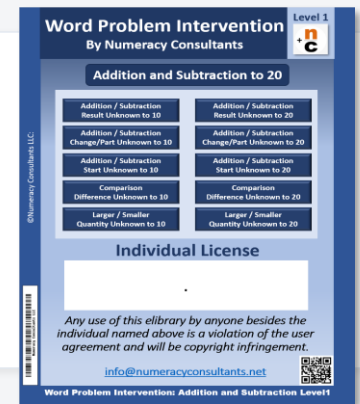 Word Problem Intervention
By Numeracy Consultants
Level 1
+ n
c
Addition and Subtraction to 20
Addition / Subtraction
Result Unknown to 10
Addition / Subtraction
Result Unknown to 20
Addition / Subtraction
Change/Part Unknown to 10
Addition / Subtraction
Change/Part Unknown to 20
Addition / Subtraction
Start Unknown to 10
Addition / Subtraction
Start Unknown to 20
Comparison
Difference Unknown to 10
Comparison
Difference Unknown to 20
Larger / Smaller
Quantity Unknown to 10
Larger / Smaller
Quantity Unknown to 20
©Numeracy Consultants LLC:
Individual License
.
Any use of this elibrary by anyone besides the
individual named above is a violation of the user
agreement and will be copyright infringement.
info@numeracyconsultants.net
Word Problem Intervention: Addition and Subtraction Level1